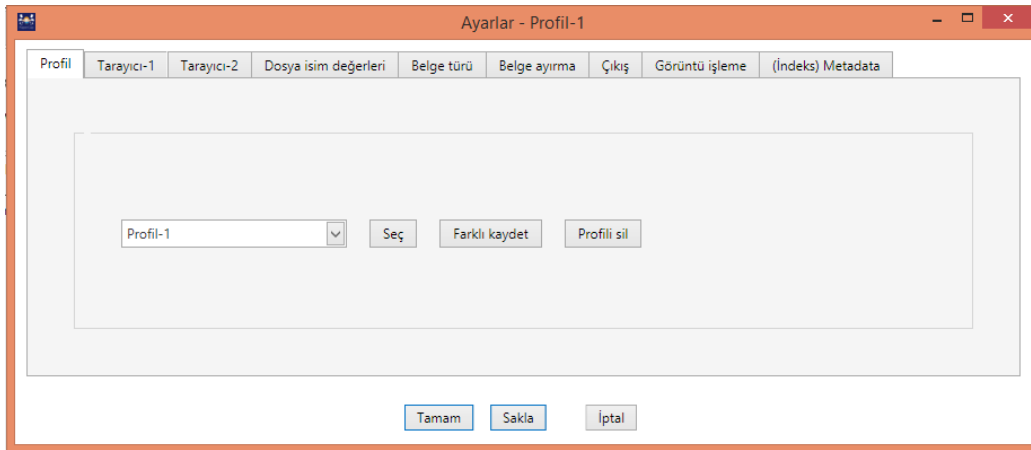 Ayarlar - Profil-1
Profil Tarayıcı-1 Tarayıcı-2 Dosya isim değerleri Belge türü Belge ayırma Çıkış Görüntü işleme (İndeks) Metadata
Profil-1 Seç Farklı kaydet Profili sil
Tamam Sakla İptal